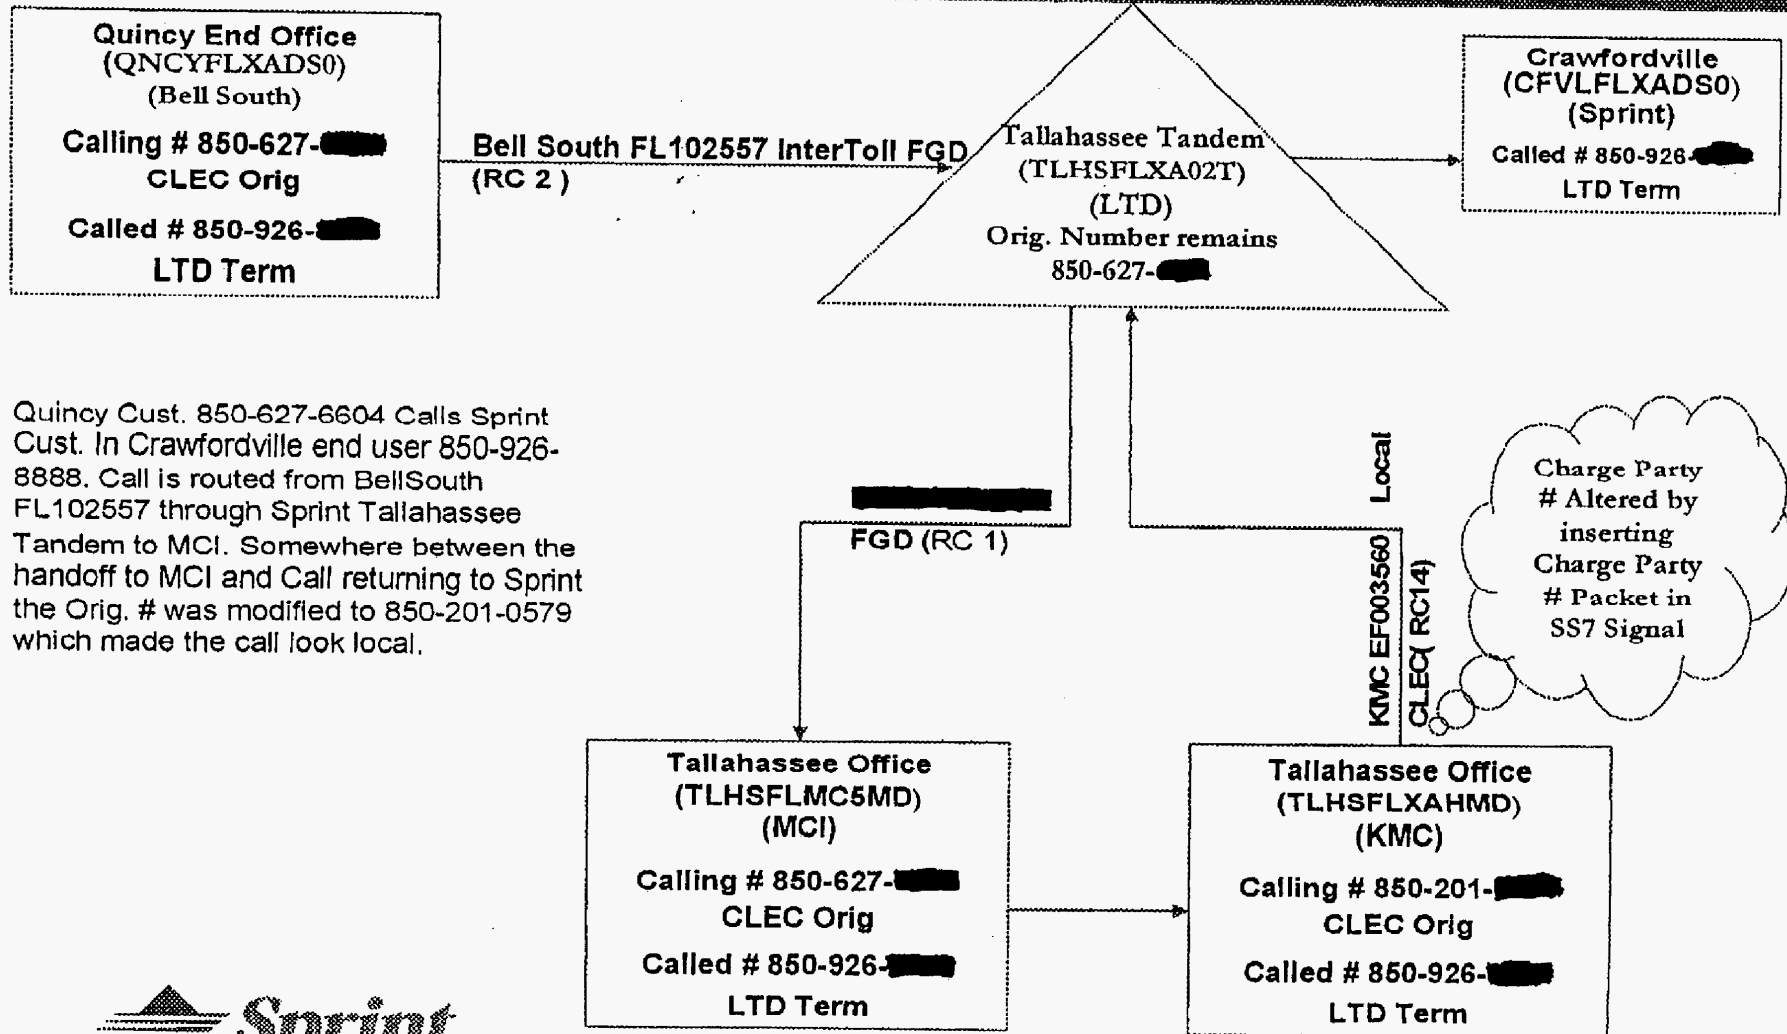 Quincy End Office
(QNCYFLXADS0)
(Bell South)
Calling # 850-627-
CLEC Orig
Called # 850-926-
LTD Term
Bell South FL102557 InterToll FGD
(RC 2 )
Tallahassee Tandem
(TLHSFLXA02T)
(LTD)
Orig. Number remains
850-627-
Crawfordville
(CFVLFLXADS0)
(Sprint)
Called # 850-926-
LTD Term
Quincy Cust. 850-627-6604 Calls Sprint
Cust. In Crawfordville end user 850-926-
8888. Call is routed from BellSouth
FL102557 through Sprint Tallahassee
Tandem to MCI. Somewhere between the
handoff to MCI and Call returning to Sprint
the Orig. # was modified to 850-201-0579
which made the call look local.
FGD (RC 1)
KMC EF003560 Local
CLEC( RC14)
Charge Party
# Altered by
inserting
Charge Party
# Packet in
SS7 Signal
Tallahassee Office
(TLHSFLMC5MD)
(MCI)
Calling # 850-627-
CLEC Orig
Called # 850-926-
LTD Term
Tallahassee Office
(TLHSFLXAHMD)
(KMC)
Calling # 850-201-
CLEC Orig
Called # 850-926-
LTD Term
Sprint